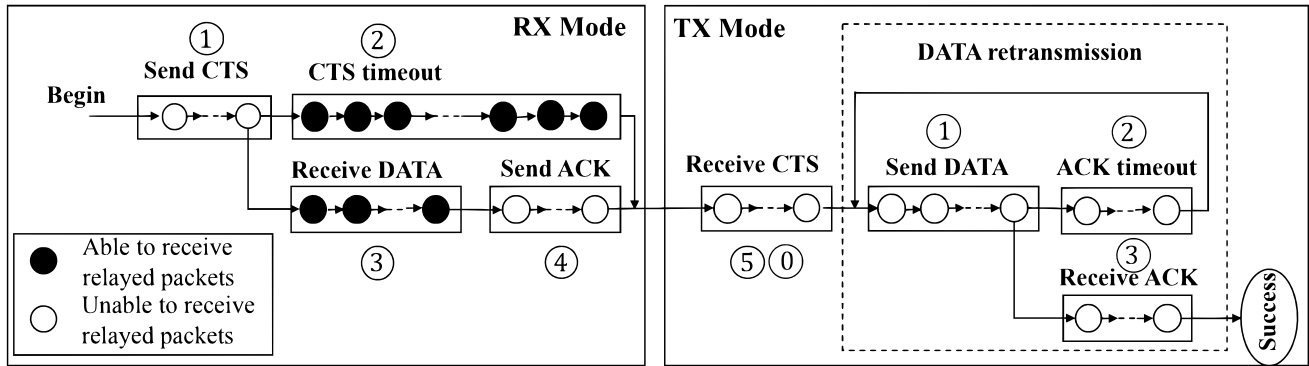 RX Mode
①
Send CTS
②
CTS timeout
Begin
Receive DATA
Send ACK
③
④
Able to receive
relayed packets
Unable to receive
relayed packets
TX Mode
DATA retransmission
Receive CTS
⑤⓪
①
Send DATA
②
ACK timeout
③
Receive ACK
Success